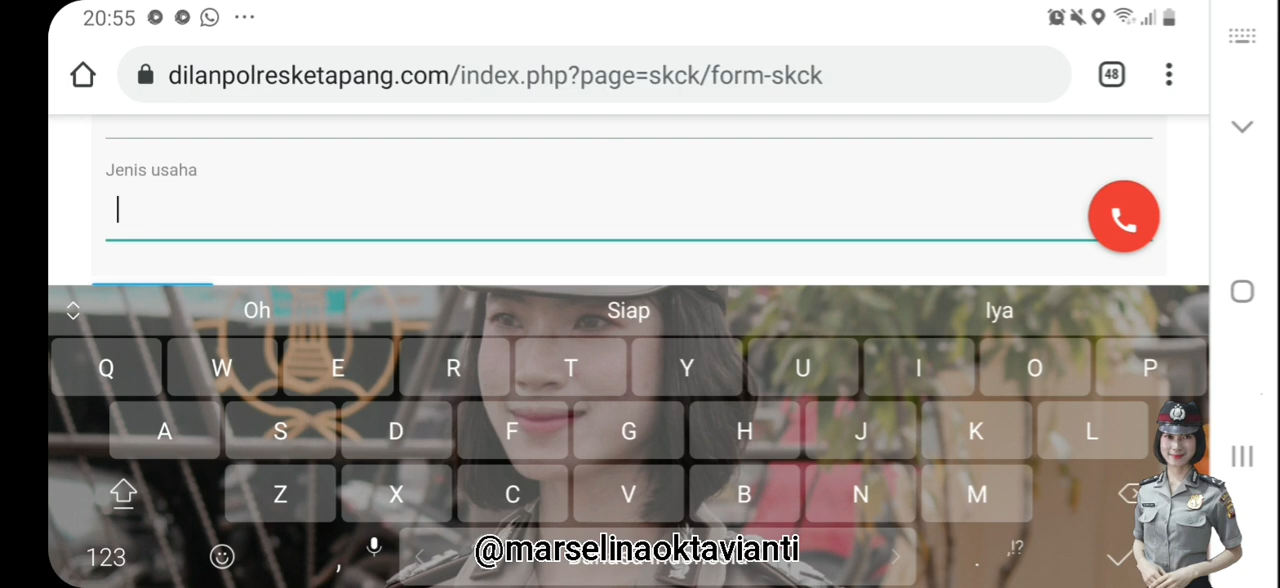 20:55
dilanpolresketapang.com/index.php?page=skck/form-skck
48
Jenis usaha
Oh Siap Iya
Q W E R T Y U I O P
A S D F G H J K L
Z X C V B N M
123 , . ,!?
@marselinaoktavianti